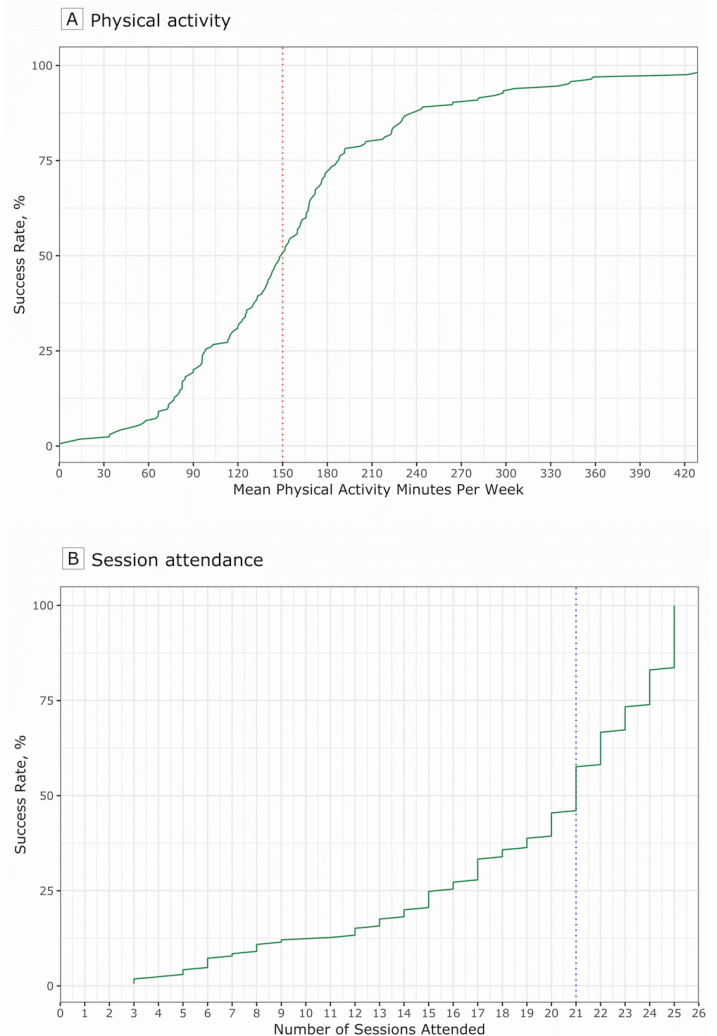 A Physical activity
100
75
50
25
0
Success Rate, %
0 30 60 90 120 150 180 210 240 270 300 330 360 390 420
Mean Physical Activity Minutes Per Week
B Session attendance
100
75
50
25
0
Success Rate, %
0 1 2 3 4 5 6 7 8 9 10 11 12 13 14 15 16 17 18 19 20 21 22 23 24 25 26
Number of Sessions Attended